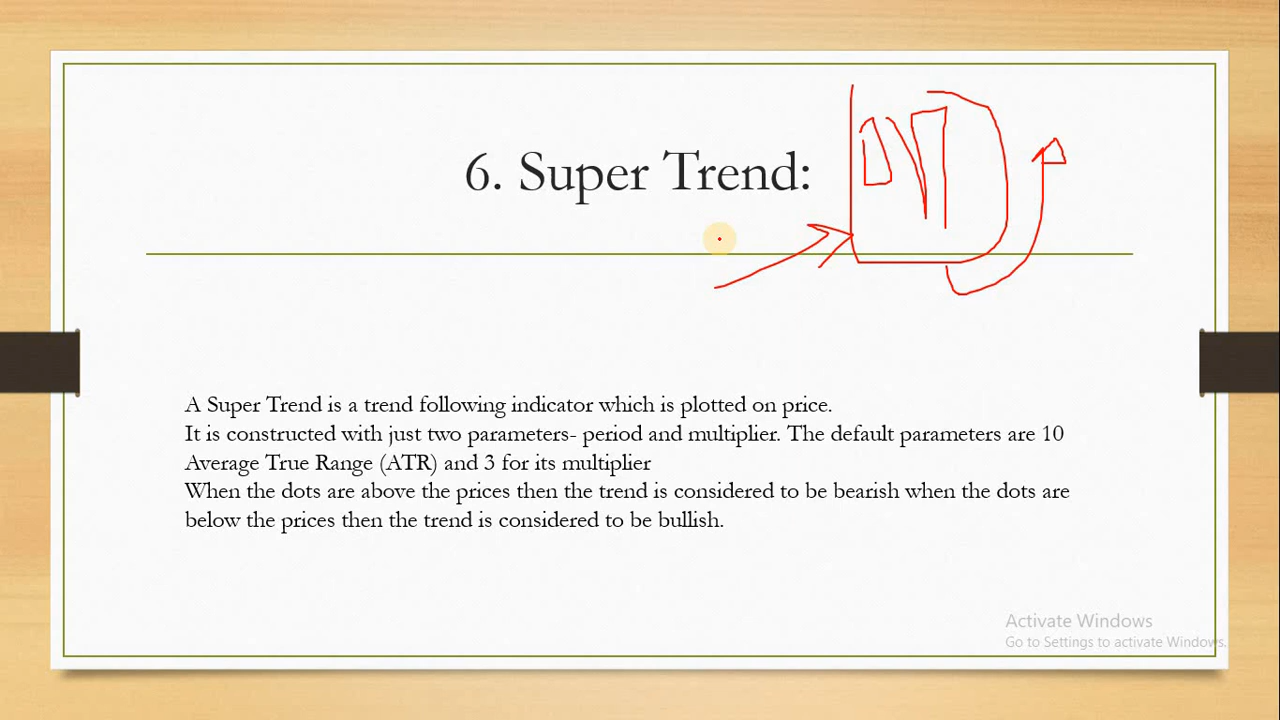 6. Super Trend:
A Super Trend is a trend following indicator which is plotted on price.
It is constructed with just two parameters- period and multiplier. The default parameters are 10
Average True Range (ATR) and 3 for its multiplier
When the dots are above the prices then the trend is considered to be bearish when the dots are
below the prices then the trend is considered to be bullish.
Activate Windows
Go to Settings to activate Windows.